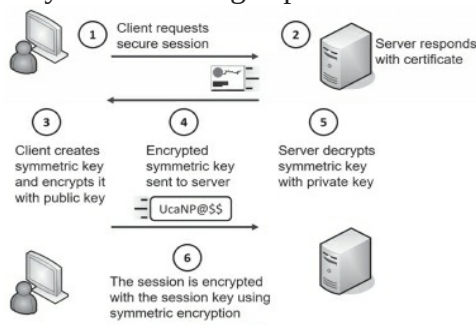 1
Client requests
secure session
2
Server responds
with certificate
3
Client creates
symmetric key
and encrypts it
with public key
4
Encrypted
symmetric key
sent to server
5
Server decrypts
symmetric key
with private key
UcaNP@$$
6
The session is encrypted
with the session key using
symmetric encryption